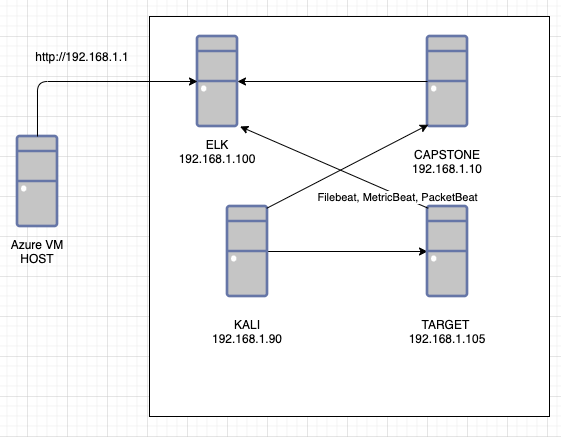 http://192.168.1.1
ELK
192.168.1.100
CAPSTONE
192.168.1.10
Filebeat, MetricBeat, PacketBeat
Azure VM
HOST
KALI
192.168.1.90
TARGET
192.168.1.105